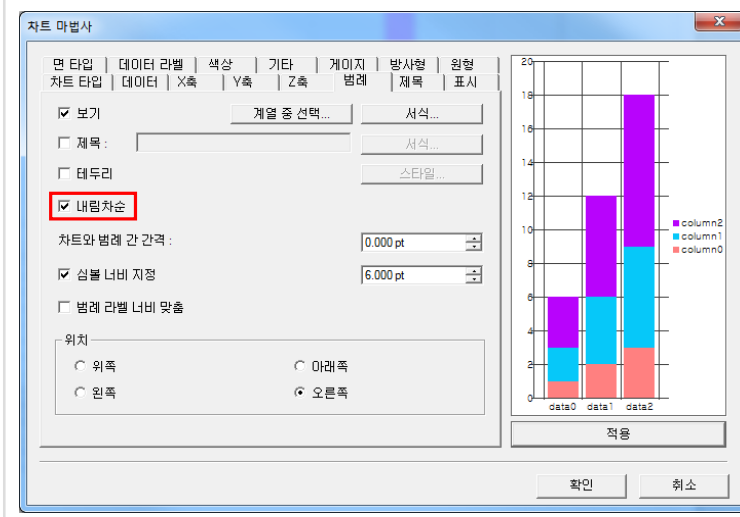 차트 마법사
면 타입 데이터 라벨 색상 기타 게이지 방사형 원형
차트 타입 데이터 X축 Y축 Z축 범례 제목 표시
보기 계열 중 선택... 서식...
제목 : 서식...
테두리 스타일...
내림차순
차트와 범례 간 간격 : 0.000 pt
심볼 너비 지정 6.000 pt
범례 라벨 너비 맞춤
위치
위쪽 아래쪽
왼쪽 오른쪽
20
18
16
14
12
10
8
6
4
2
0
data0 data1 data2
column2
column1
column0
적용
확인 취소